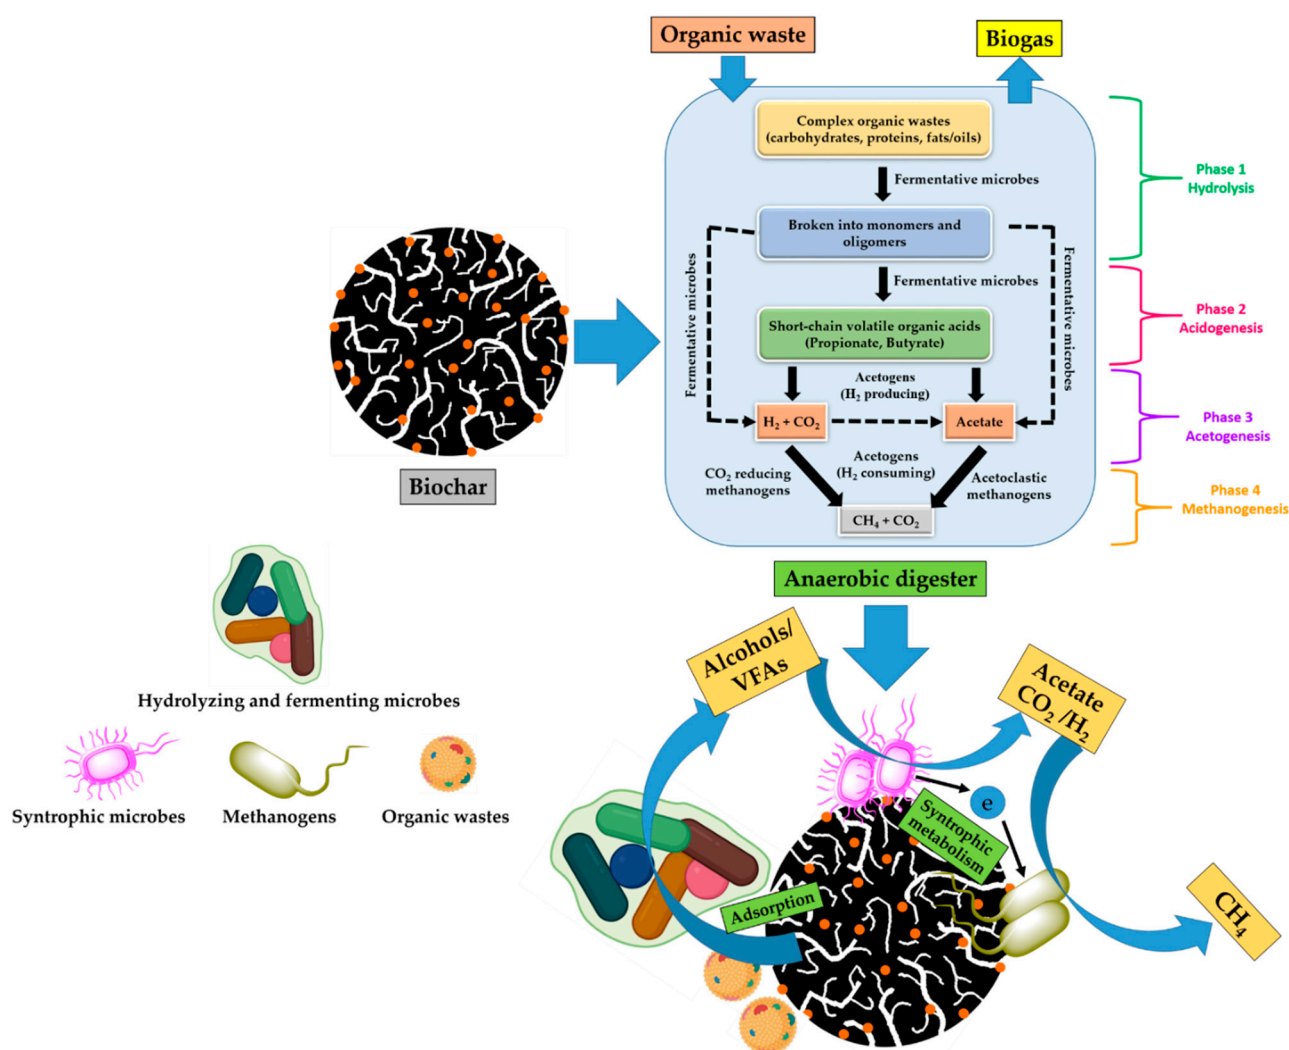 Organic waste
Biogas
Complex organic wastes
(carbohydrates, proteins, fats/oils)
Fermentative microbes
Broken into monomers and
oligomers
Fermentative microbes
Fermentative microbes
Fermentative microbes
Short-chain volatile organic acids
(Propionate, Butyrate)
Acetogens
(H₂ producing)
H₂ + CO₂
Acetate
Acetogens
(H₂ consuming)
CO₂ reducing
methanogens
Acetoclastic
methanogens
CH₄ + CO₂
Phase 1
Hydrolysis
Phase 2
Acidogenesis
Phase 3
Acetogenesis
Phase 4
Methanogenesis
Biochar
Anaerobic digester
Hydrolyzing and fermenting microbes
Syntrophic microbes
Methanogens
Organic wastes
Alcohols/
VFAs
Acetate
CO₂ /H₂
e
Syntrophic
metabolism
Adsorption
CH₄